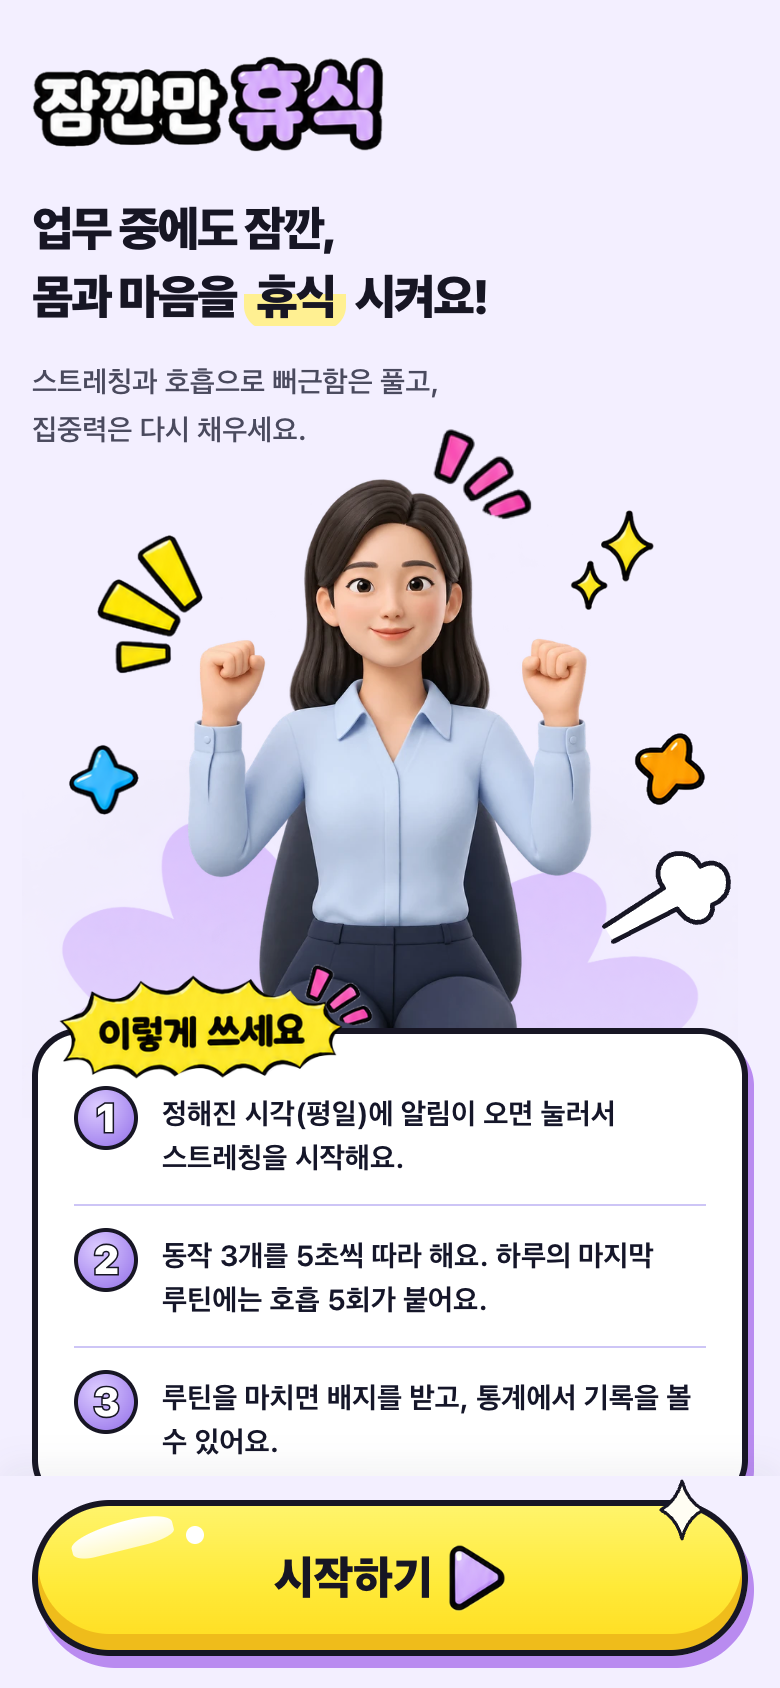 잠깐만 휴식
업무 중에도 잠깐,
몸과 마음을 휴식 시켜요!
스트레칭과 호흡으로 뻐근함은 풀고,
집중력은 다시 채우세요.
이렇게 쓰세요
1
정해진 시각(평일)에 알림이 오면 눌러서
스트레칭을 시작해요.
2
동작 3개를 5초씩 따라 해요. 하루의 마지막
루틴에는 호흡 5회가 붙어요.
3
루틴을 마치면 배지를 받고, 통계에서 기록을 볼
수 있어요.
시작하기